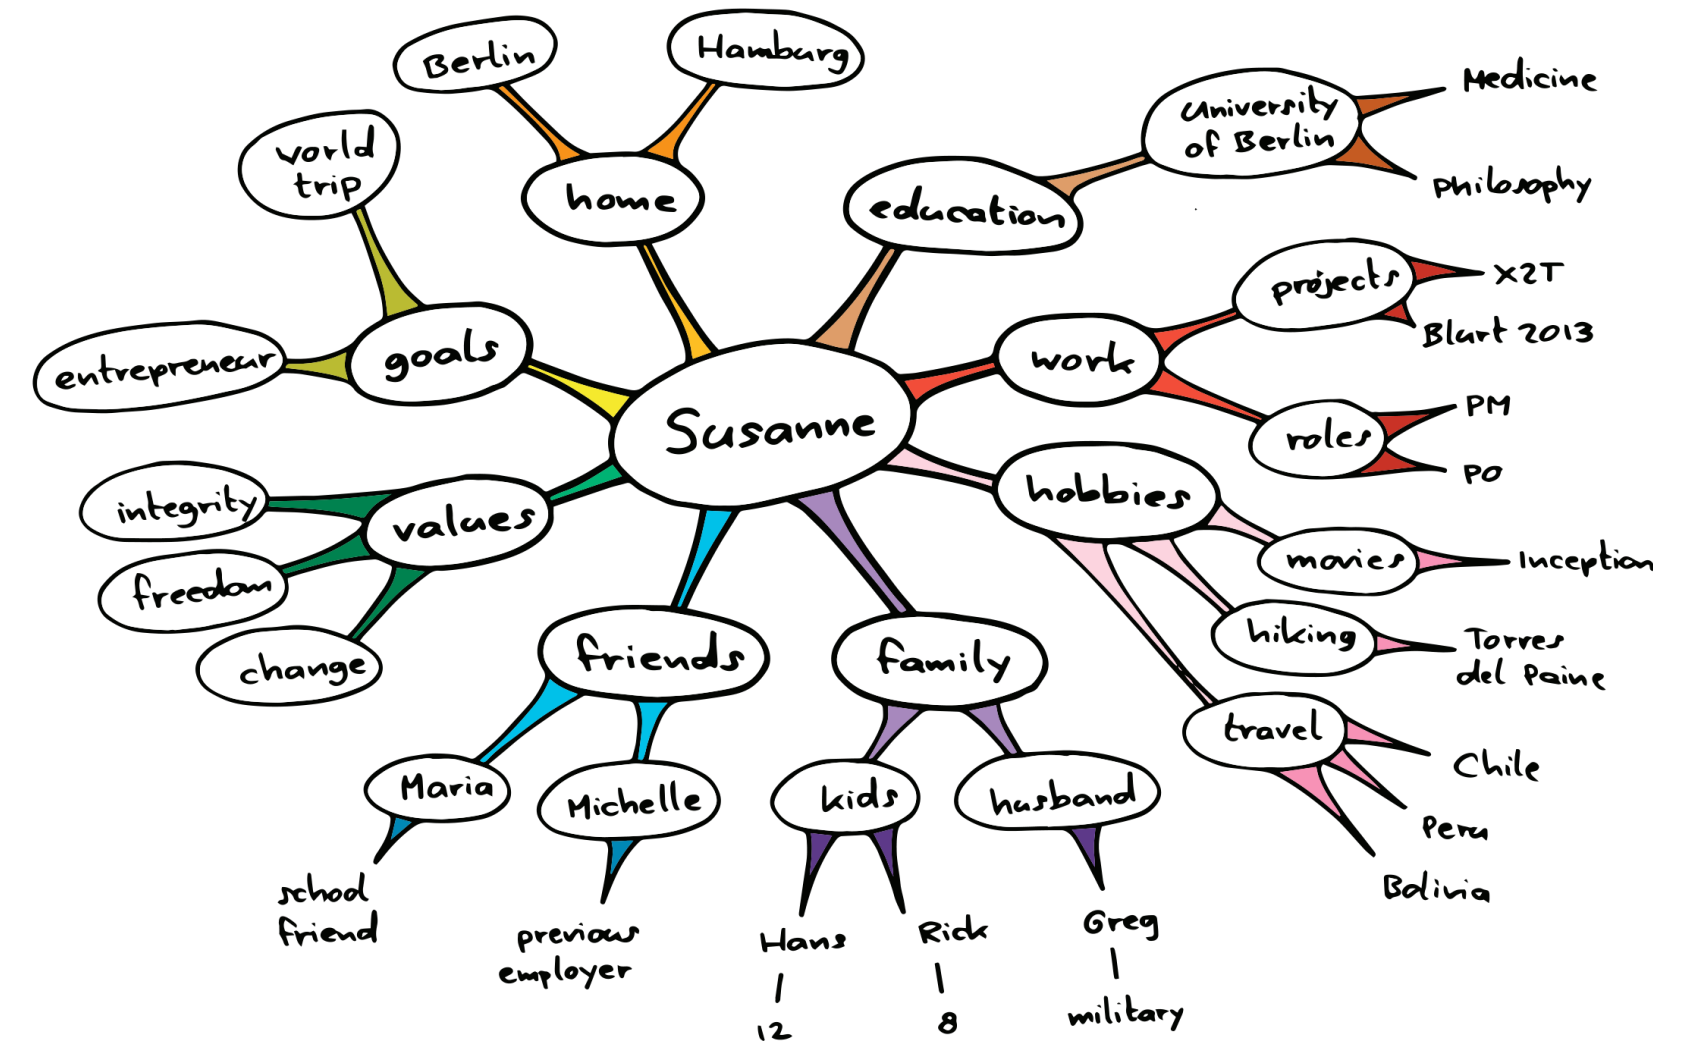 Berlin
Hamburg
world
trip
home
education
University
of Berlin
Medicine
Philosophy
goals
entrepreneur
Susanne
work
projects
X2T
Blurt 2013
roles
PM
PO
integrity
values
freedom
change
hobbies
movies
Inception
hiking
Torres
del Paine
travel
Chile
Peru
Bolivia
friends
family
Maria
Michelle
kids
husband
school
friend
previous
employer
Hans
Rick
Greg
12
8
military